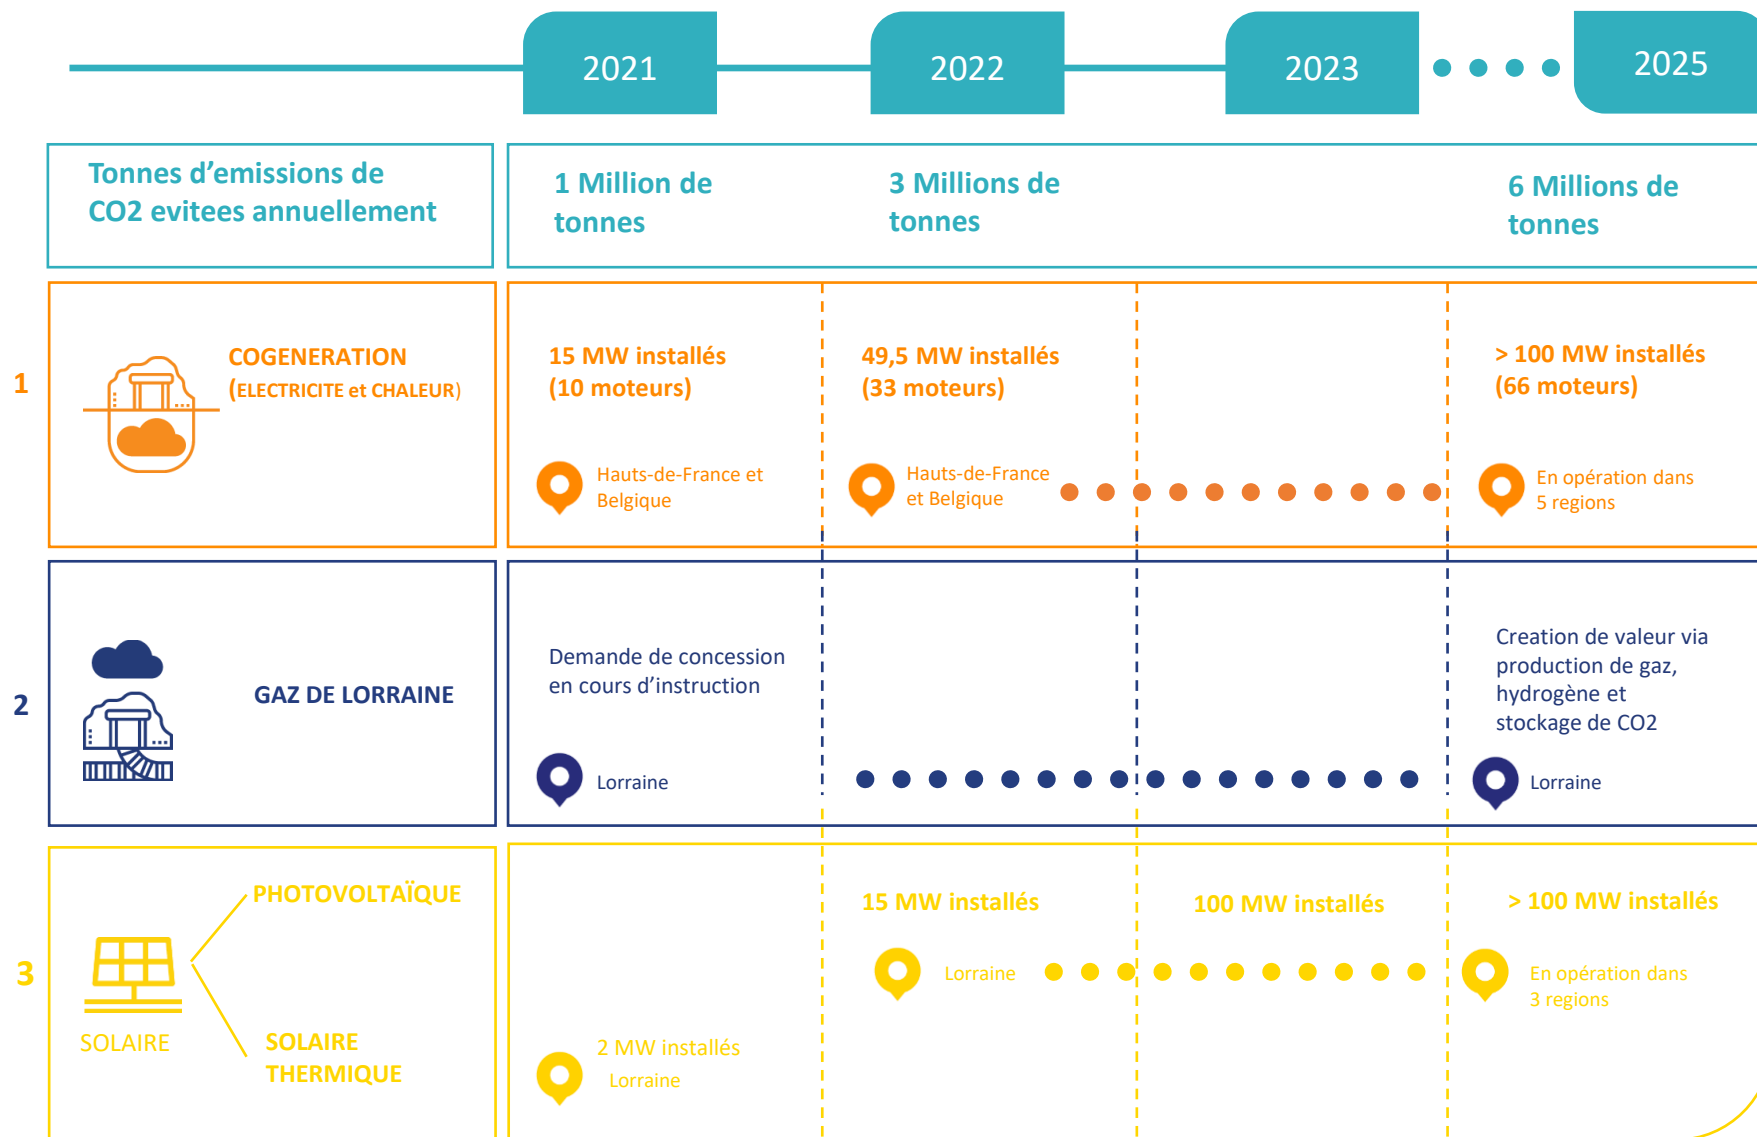 2021
2022
2023
2025
Tonnes d'emissions de
CO2 evitees annuellement
1 Million de
tonnes
3 Millions de
tonnes
6 Millions de
tonnes
1
COGENERATION
(ELECTRICITE et CHALEUR)
15 MW installés
(10 moteurs)
Hauts-de-France et
Belgique
49,5 MW installés
(33 moteurs)
Hauts-de-France
et Belgique
> 100 MW installés
(66 moteurs)
En opération dans
5 regions
2
GAZ DE LORRAINE
Demande de concession
en cours d'instruction
Lorraine
Creation de valeur via
production de gaz,
hydrogène et
stockage de CO2
Lorraine
3
SOLAIRE
PHOTOVOLTAÏQUE
SOLAIRE
THERMIQUE
2 MW installés
Lorraine
15 MW installés
Lorraine
100 MW installés
> 100 MW installés
En opération dans
3 regions